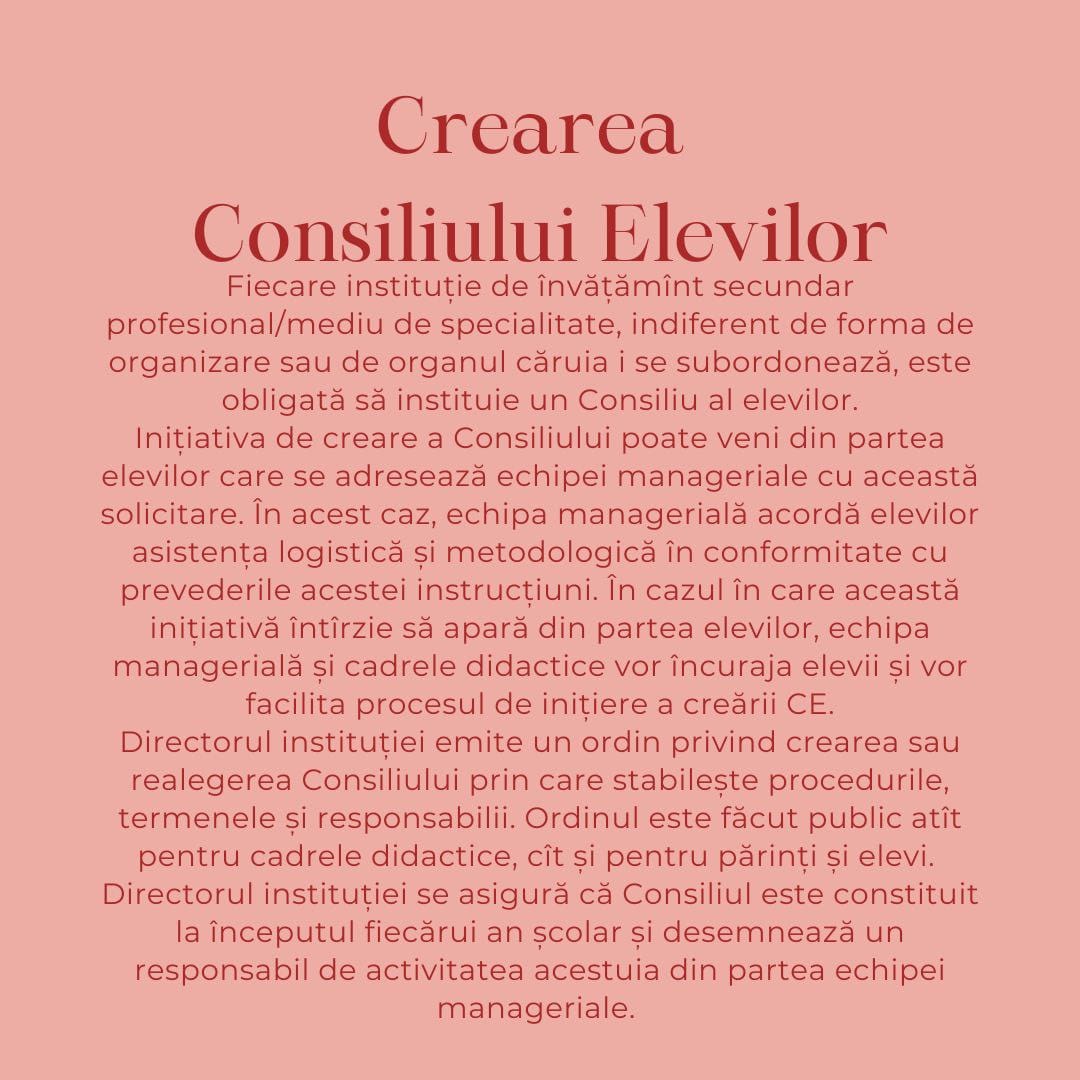 Crearea
Consiliului Elevilor
Fiecare instituție de învățămînt secundar
profesional/mediu de specialitate, indiferent de forma de
organizare sau de organul căruia i se subordonează, este
obligată să instituie un Consiliu al elevilor.
Inițiativa de creare a Consiliului poate veni din partea
elevilor care se adresează echipei manageriale cu această
solicitare. În acest caz, echipa managerială acordă elevilor
asistența logistică și metodologică în conformitate cu
prevederile acestei instrucțiuni. În cazul în care această
inițiativă întîrzie să apară din partea elevilor, echipa
managerială și cadrele didactice vor încuraja elevii și vor
facilita procesul de inițiere a creării CE.
Directorul instituției emite un ordin privind crearea sau
realegerea Consiliului prin care stabilește procedurile,
termenele și responsabilii. Ordinul este făcut public atît
pentru cadrele didactice, cît și pentru părinți și elevi.
Directorul instituției se asigură că Consiliul este constituit
la începutul fiecărui an școlar și desemnează un
responsabil de activitatea acestuia din partea echipei
manageriale.